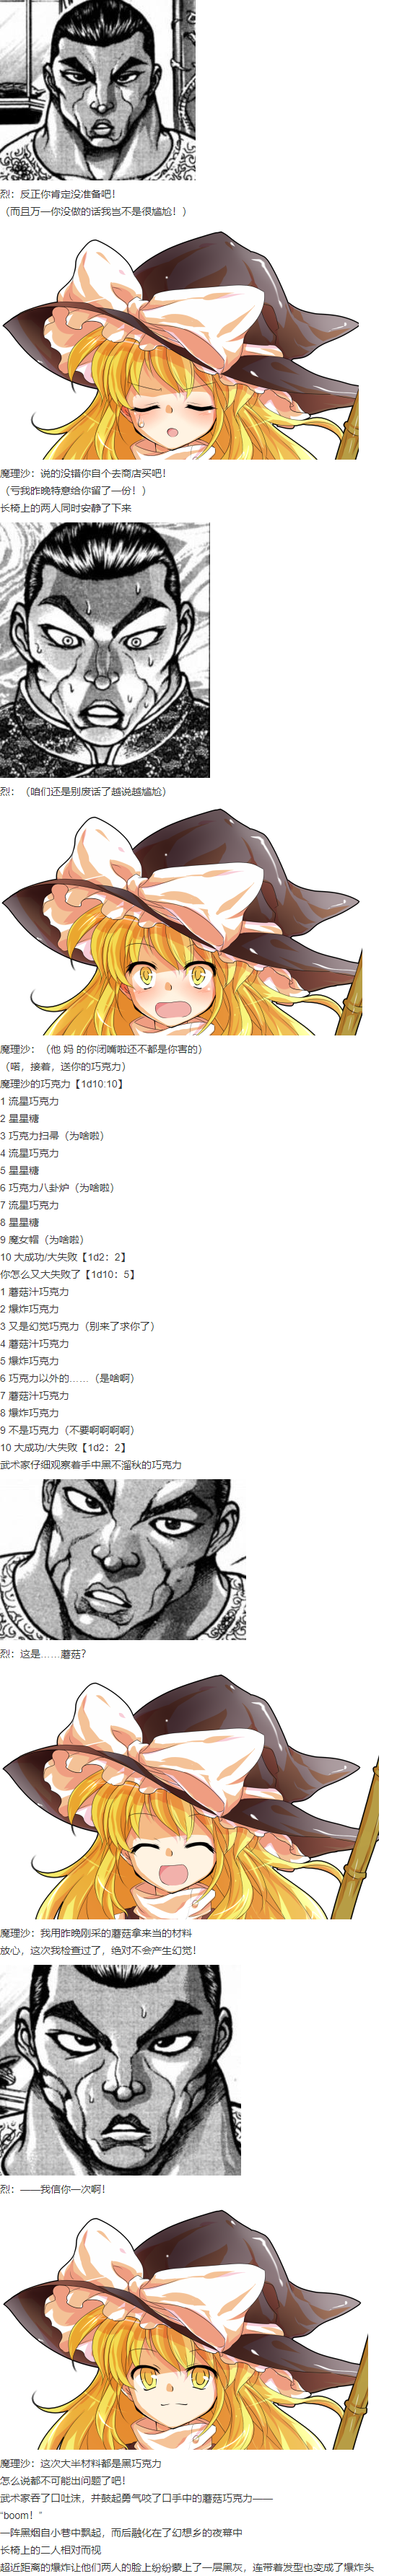 烈：反正你肯定没准备吧！
（而且万一你没做的话我岂不是很尴尬！）
魔理沙：说的没错你自个去商店买吧！
（亏我昨晚特意给你留了一份！）
长椅上的两人同时安静了下来
烈：（咱们还是别废话了越说越尴尬）
魔理沙：（他 妈 的你闭嘴啦还不都是你害的）
（喏，接着，送你的巧克力）
魔理沙的巧克力【1d10:10】
1 流星巧克力
2 星星糖
3 巧克力扫帚（为啥啦）
4 流星巧克力
5 星星糖
6 巧克力八卦炉（为啥啦）
7 流星巧克力
8 星星糖
9 魔女帽（为啥啦）
10 大成功/大失败【1d2：2】
你怎么又大失败了【1d10：5】
1 蘑菇汁巧克力
2 爆炸巧克力
3 又是幻觉巧克力（别来了求你了）
4 蘑菇汁巧克力
5 爆炸巧克力
6 巧克力以外的……（是啥啊）
7 蘑菇汁巧克力
8 爆炸巧克力
9 不是巧克力（不要啊啊啊啊）
10 大成功/大失败【1d2：2】
武术家仔细观察着手中黑不溜秋的巧克力
烈：这是……蘑菇？
魔理沙：我用昨晚刚采的蘑菇拿来当的材料
放心，这次我检查过了，绝对不会产生幻觉！
烈：——我信你一次啊！
魔理沙：这次大半材料都是黑巧克力
怎么说都不可能出问题了吧！
武术家吞了口吐沫，并鼓起勇气咬了口手中的蘑菇巧克力——
“boom！”
一阵黑烟自小巷中飘起，而后融化在了幻想乡的夜幕中
长椅上的二人相对而视
超近距离的爆炸让他们两人的脸上纷纷蒙上了一层黑灰，连带着发型也变成了爆炸头